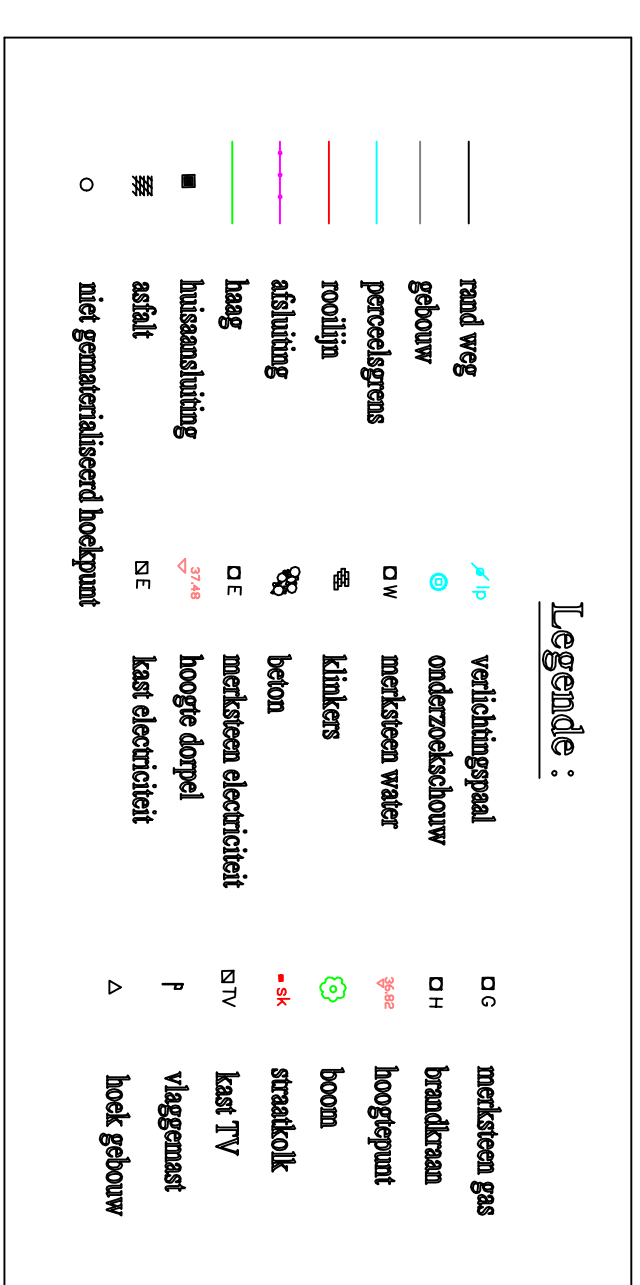 Legende :
rand weg
gebouw
perceelsgrens
rooilijn
afsluiting
haag
huisaansluiting
asfalt
niet gematerialiseerd hoekpunt
lp verlichtingspaal
onderzoekschouw
W merksteen water
klinkers
beton
E merksteen electriciteit
37.48 hoogte dorpel
E kast electriciteit
G merksteen gas
H brandkraan
36.82 hoogtepunt
boom
sk straatkolk
TV kast TV
vlaggemast
hoek gebouw